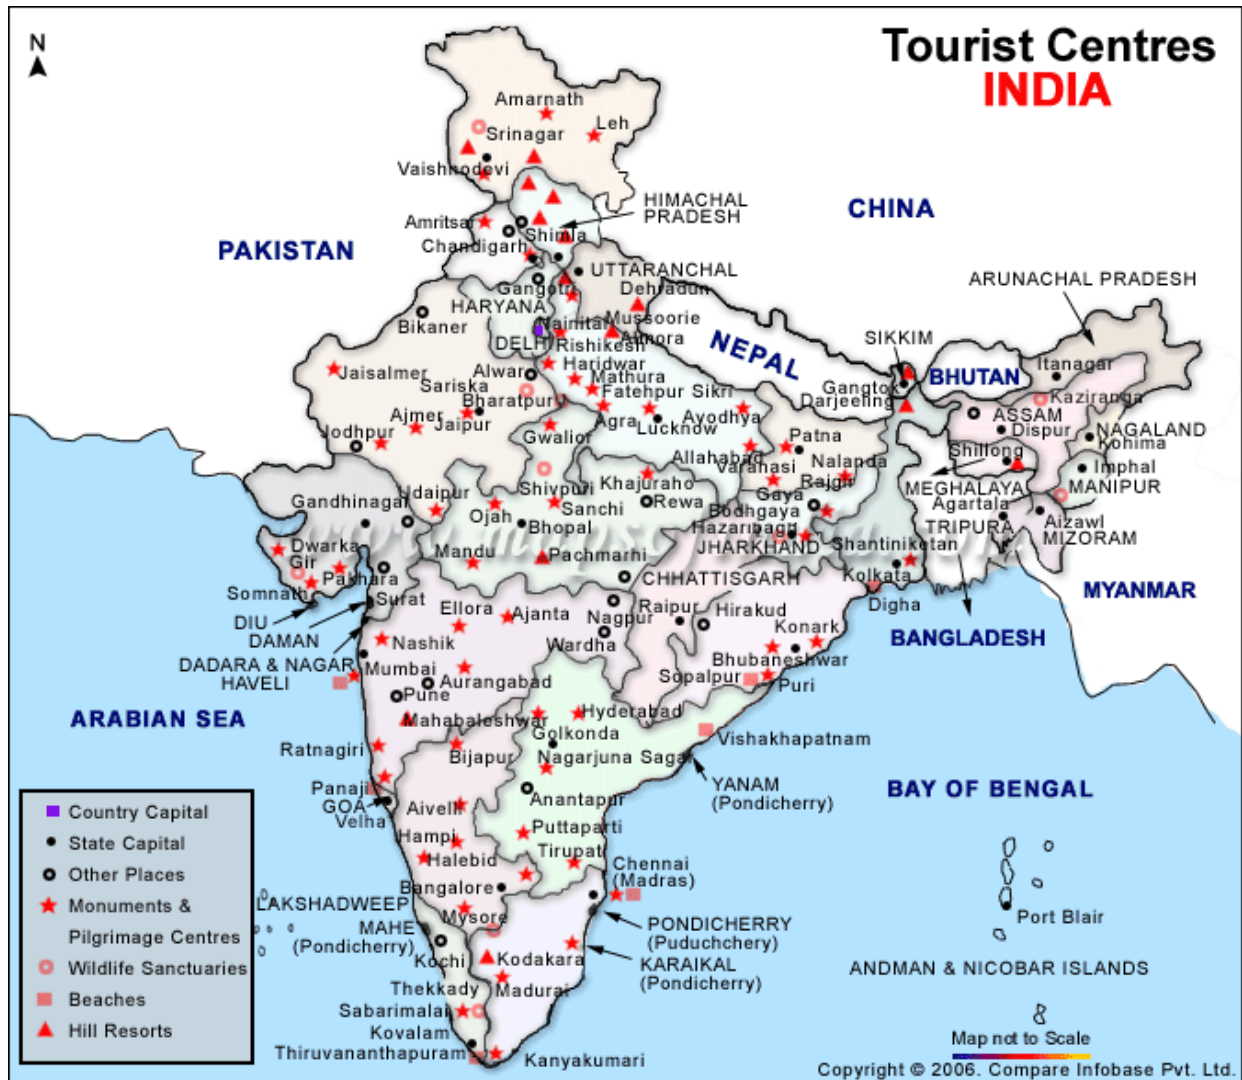 N
Tourist Centres
INDIA
Amarnath
Leh
Srinagar
Vaishnodevi
HIMACHAL
PRADESH
CHINA
Amritsar
Shimla
Chandigarh
PAKISTAN
UTTARANCHAL
ARUNACHAL PRADESH
Gangotri
Dehradun
HARYANA
Bikaner
Nainital
Mussoorie
Almora
DELHI
Rishikesh
NEPAL
SIKKIM
Itanagar
Jaisalmer
Alwar
Haridwar
Mathura
Gangtok
BHUTAN
Sariska
Fatehpur Sikri
Darjeeling
Kaziranga
Bharatpur
Ajmer
Jaipur
Agra
Ayodhya
Lucknow
ASSAM
Dispur
NAGALAND
Kohima
Jodhpur
Gwalior
Patna
Allahabad
Varahasi
Nalanda
Shillong
Imphal
Khajuraho
Rajgir
MEGHALAYA
MANIPUR
Gandhinagar
Udaipur
Shivpuri
Rewa
Gaya
Agartala
Ojah
Sanchi
Bodhgaya
Bhopal
Hazaribagh
TRIPURA
Aizawl
MIZORAM
Dwarka
Mandu
Pachmarhi
JHARKHAND
Shantiniketan
Gir
Pakhara
CHHATTISGARH
Kolkata
MYANMAR
Somnath
Surat
Ellora
Ajanta
Nagpur
Raipur
Hirakud
Digha
DIU
DAMAN
Nashik
Wardha
Konark
BANGLADESH
DADARA & NAGAR
HAVELI
Mumbai
Aurangabad
Bhubaneshwar
Sopalpur
Puri
Pune
ARABIAN SEA
Mahabaleshwar
Hyderabad
Golkonda
Vishakhapatnam
Ratnagiri
Bijapur
Nagarjuna Sagar
YANAM
(Pondicherry)
BAY OF BENGAL
Panaji
GOA
Velha
Aivelli
Anantapur
Hampi
Puttaparti
Halebid
Tirupati
Chennai
(Madras)
Bangalore
LAKSHADWEEP
Mysore
MAHE
(Pondicherry)
PONDICHERRY
(Puduchchery)
Port Blair
Kochi
Kodakara
KARAIKAL
(Pondicherry)
ANDMAN & NICOBAR ISLANDS
Thekkady
Madurai
Sabarimalai
Kovalam
Thiruvananthapuram
Kanyakumari
Country Capital
State Capital
Other Places
Monuments &
Pilgrimage Centres
Wildlife Sanctuaries
Beaches
Hill Resorts
Map not to Scale
Copyright © 2006. Compare Infobase Pvt. Ltd.